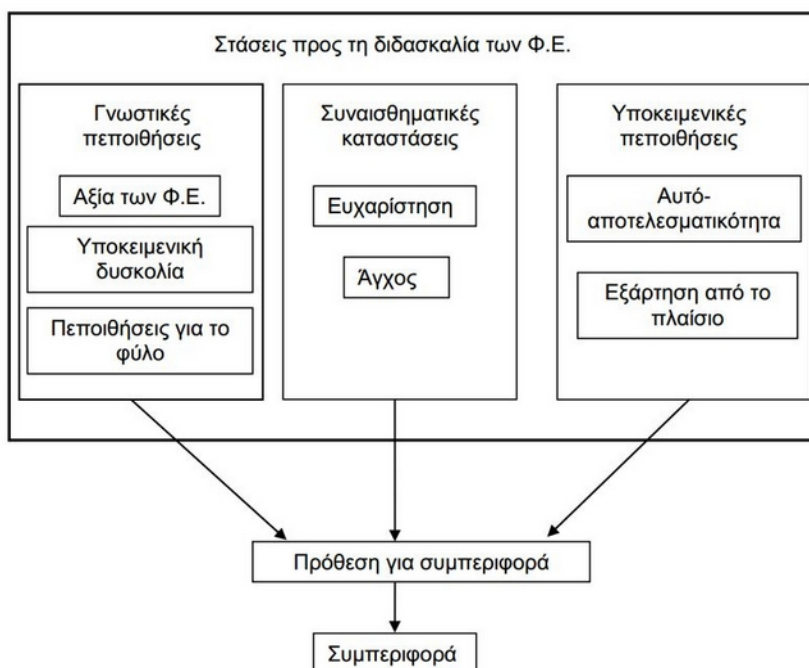 Στάσεις προς τη διδασκαλία των Φ.Ε.
Γνωστικές
πεποιθήσεις
Αξία των Φ.Ε.
Υποκειμενική
δυσκολία
Πεποιθήσεις για το
φύλο
Συναισθηματικές
καταστάσεις
Ευχαρίστηση
Άγχος
Υποκειμενικές
πεποιθήσεις
Αυτό-
αποτελεσματικότητα
Εξάρτηση από το
πλαίσιο
Πρόθεση για συμπεριφορά
Συμπεριφορά